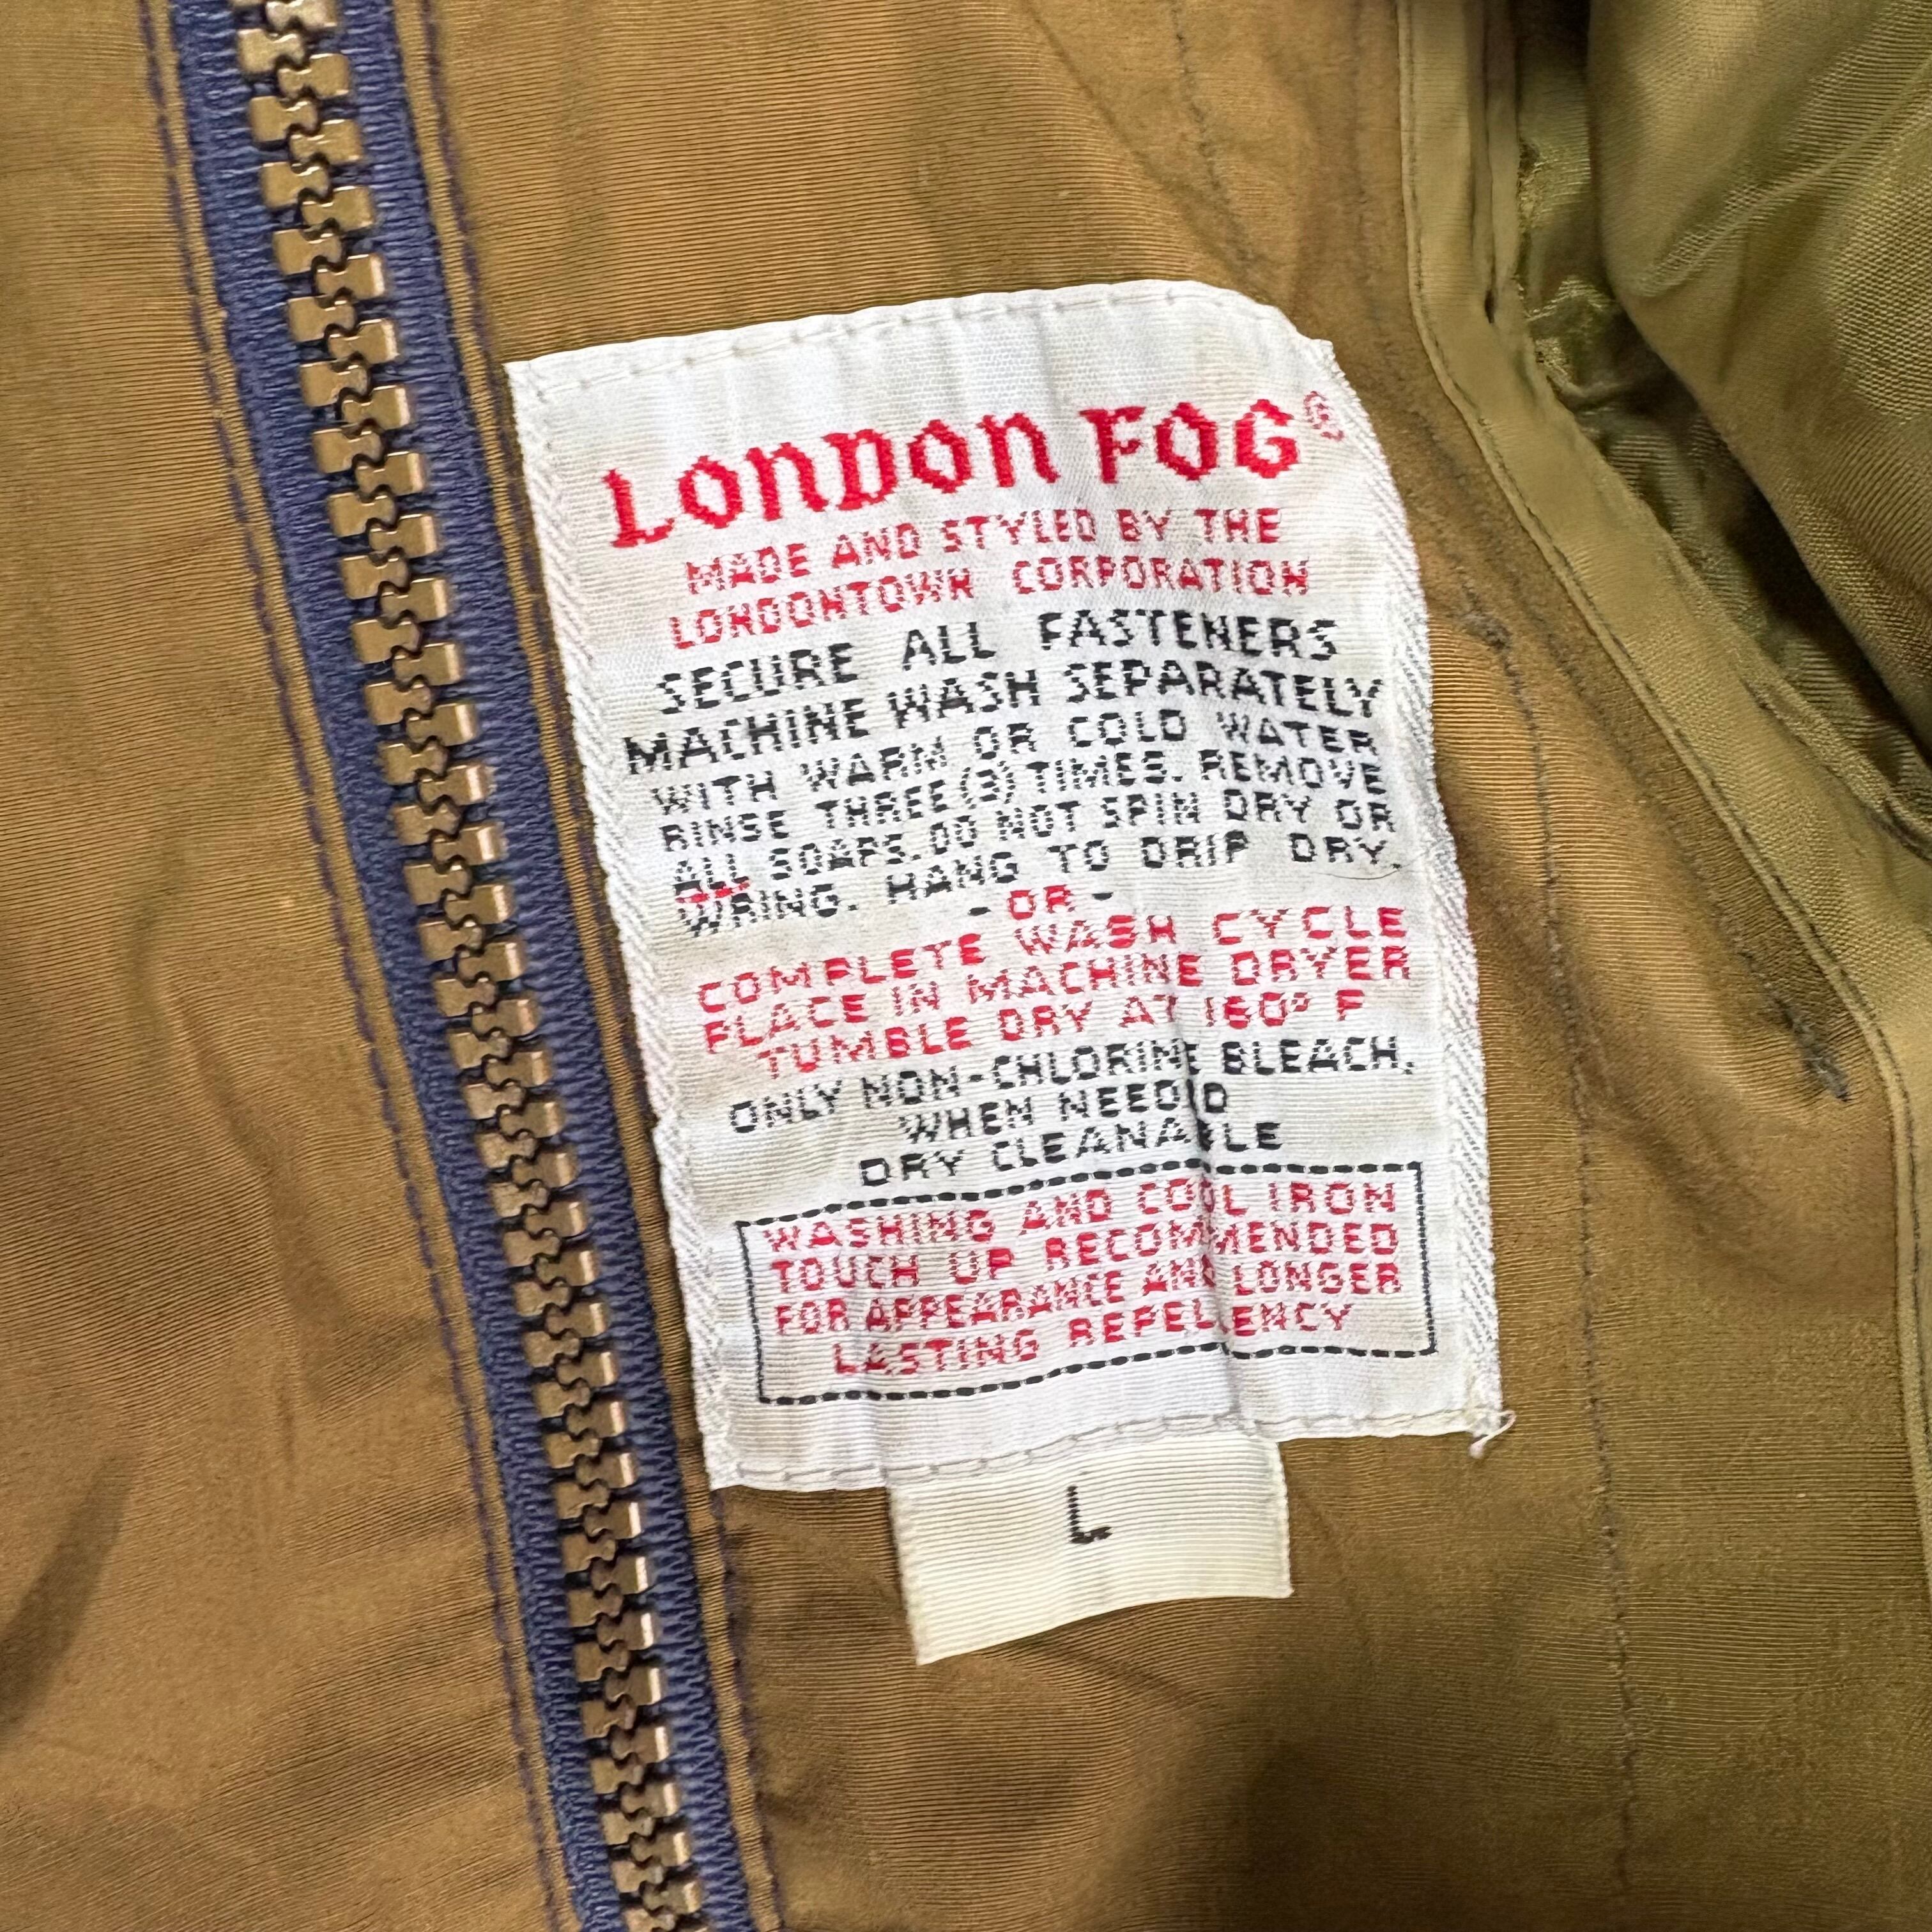 LONDON FOG®
MADE AND STYLED BY THE
LONDONTOWN CORPORATION
SECURE ALL FASTENERS
MACHINE WASH SEPARATELY
WITH WARM OR COLD WATER
RINSE THREE (3) TIMES. REMOVE
ALL SOAPS. DO NOT SPIN DRY OR
WRING. HANG TO DRIP DRY.
- OR -
COMPLETE WASH CYCLE
PLACE IN MACHINE DRYER
TUMBLE DRY AT 160° F
ONLY NON-CHLORINE BLEACH,
WHEN NEEDED
DRY CLEANABLE
WASHING AND COOL IRON
TOUCH UP RECOMMENDED
FOR APPEARANCE AND LONGER
LASTING REPELLENCY
L